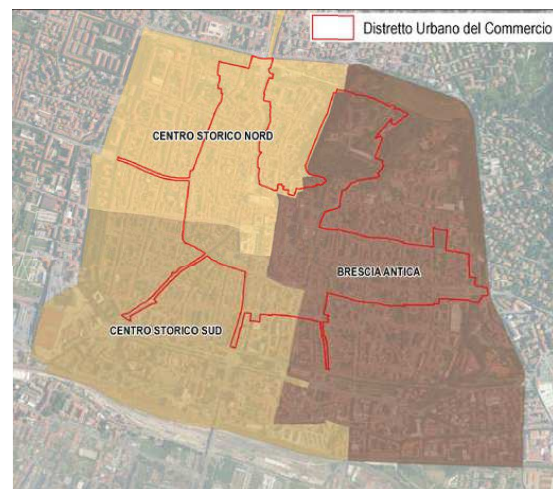 Distretto Urbano del Commercio
CENTRO STORICO NORD
BRESCIA ANTICA
CENTRO STORICO SUD